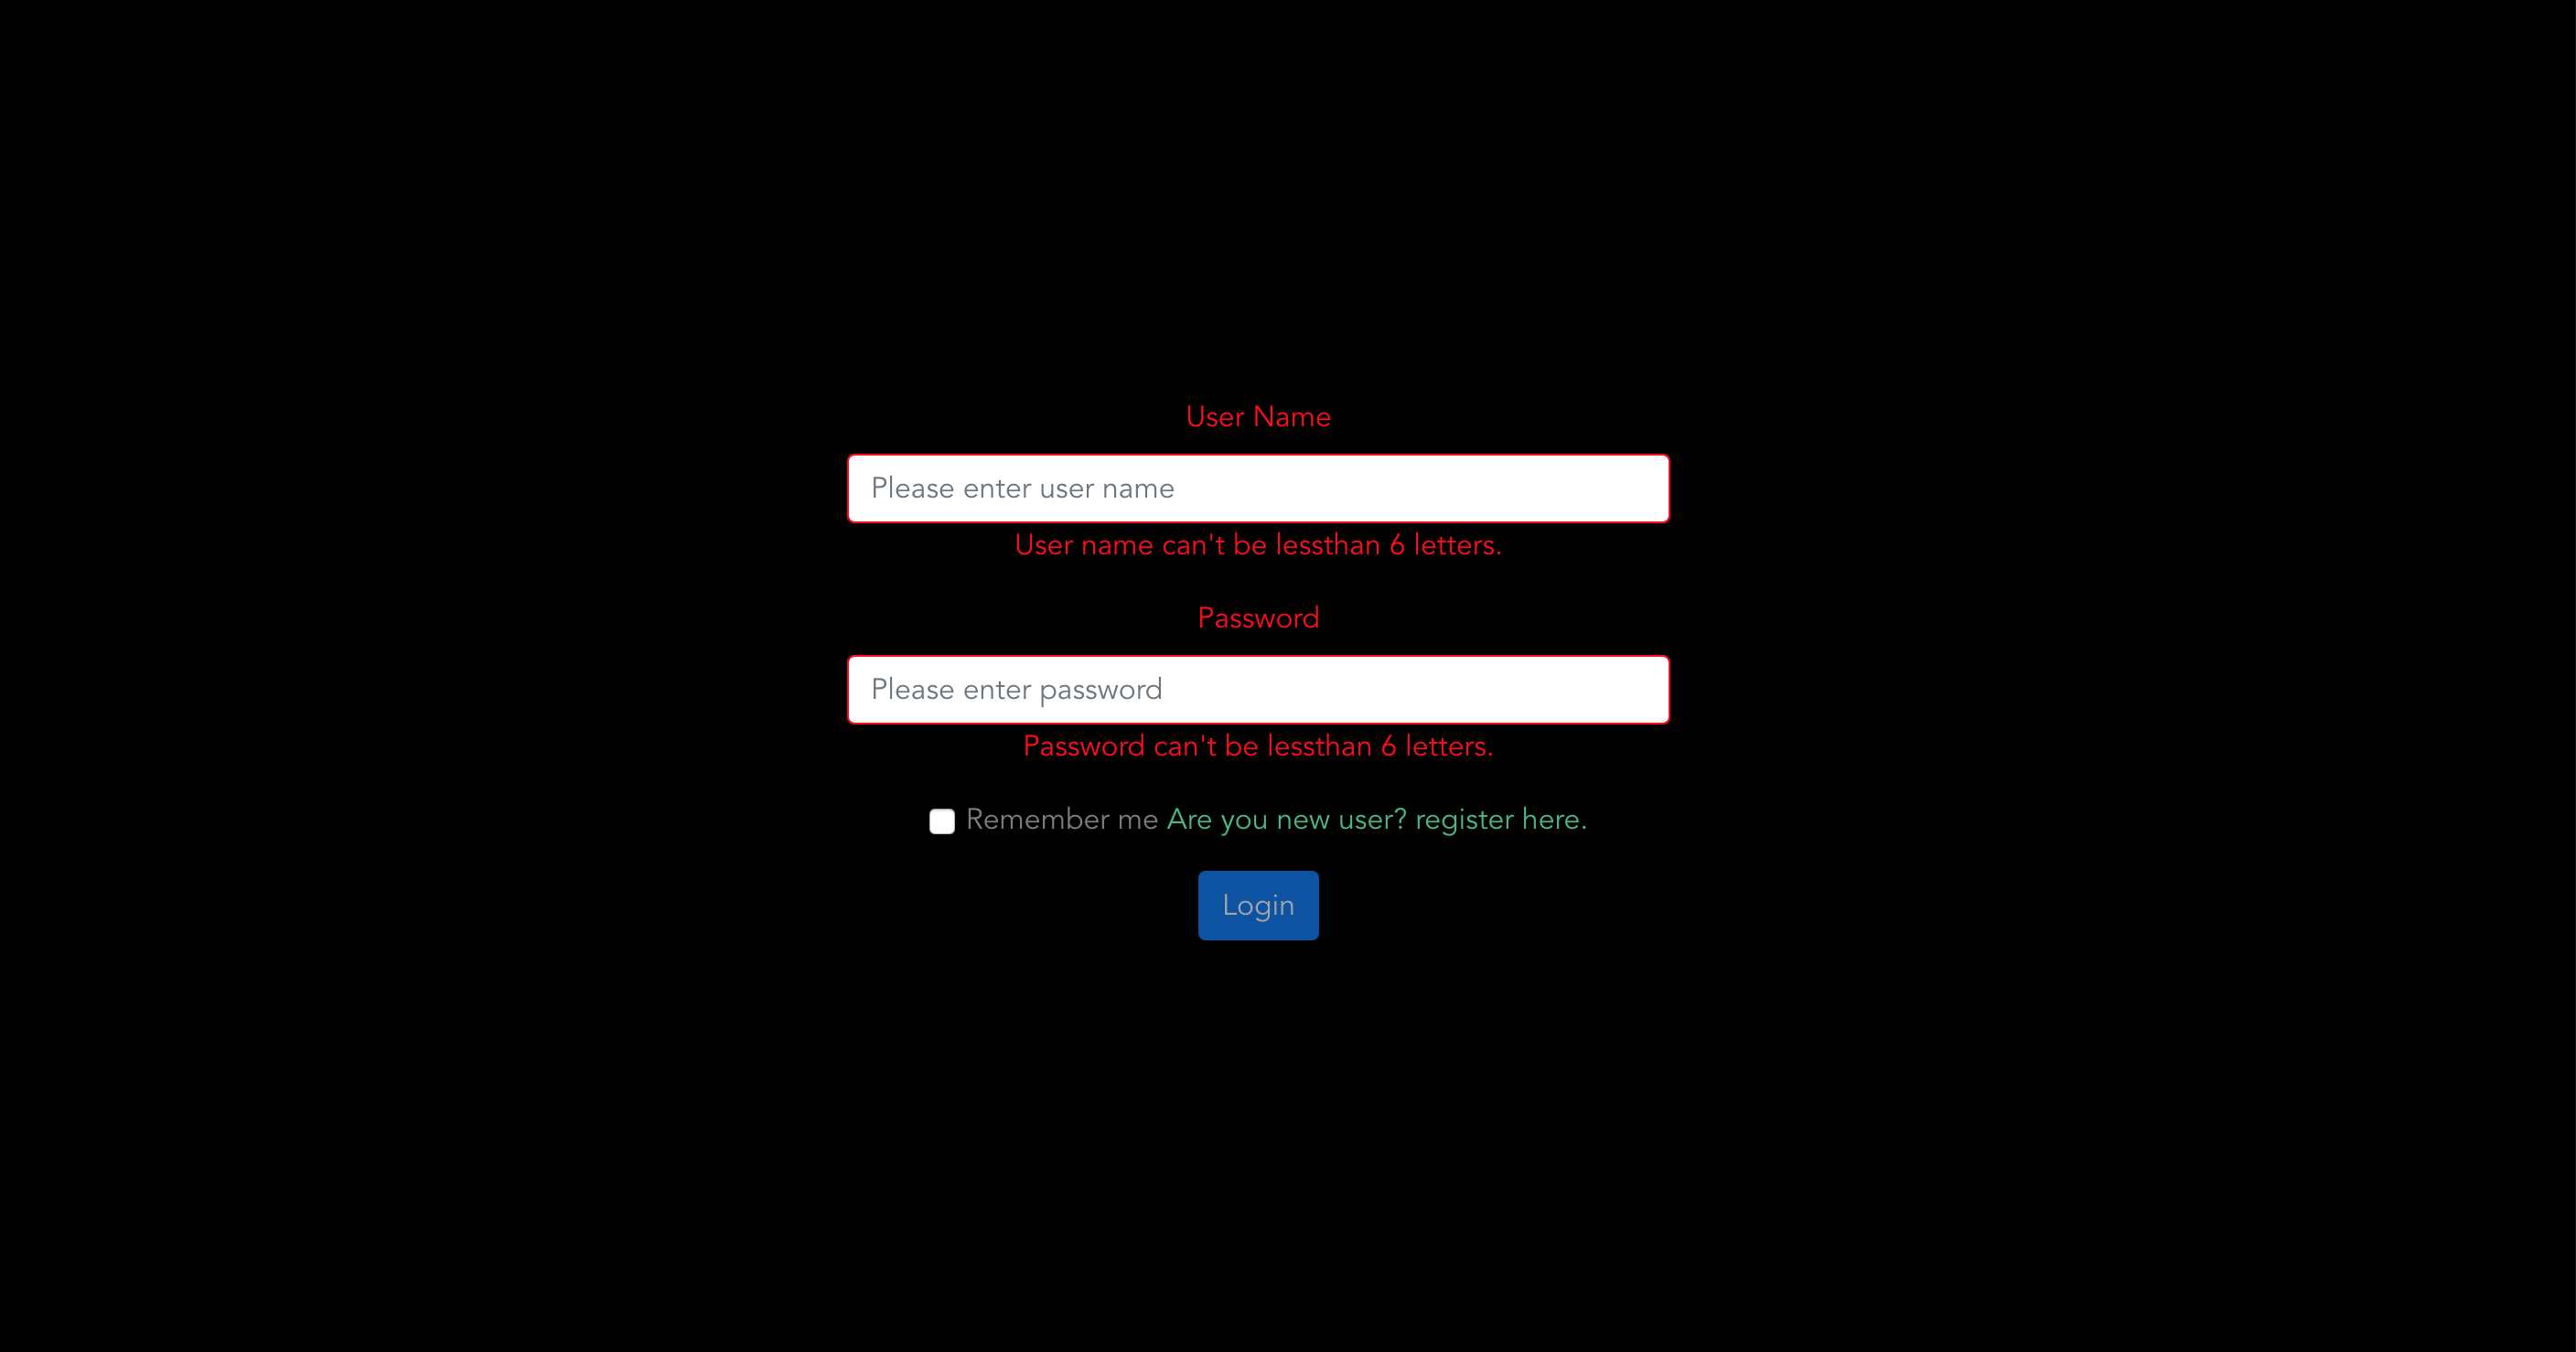 User Name
Please enter user name
User name can't be lessthan 6 letters.
Password
Please enter password
Password can't be lessthan 6 letters.
Remember me Are you new user? register here.
Login